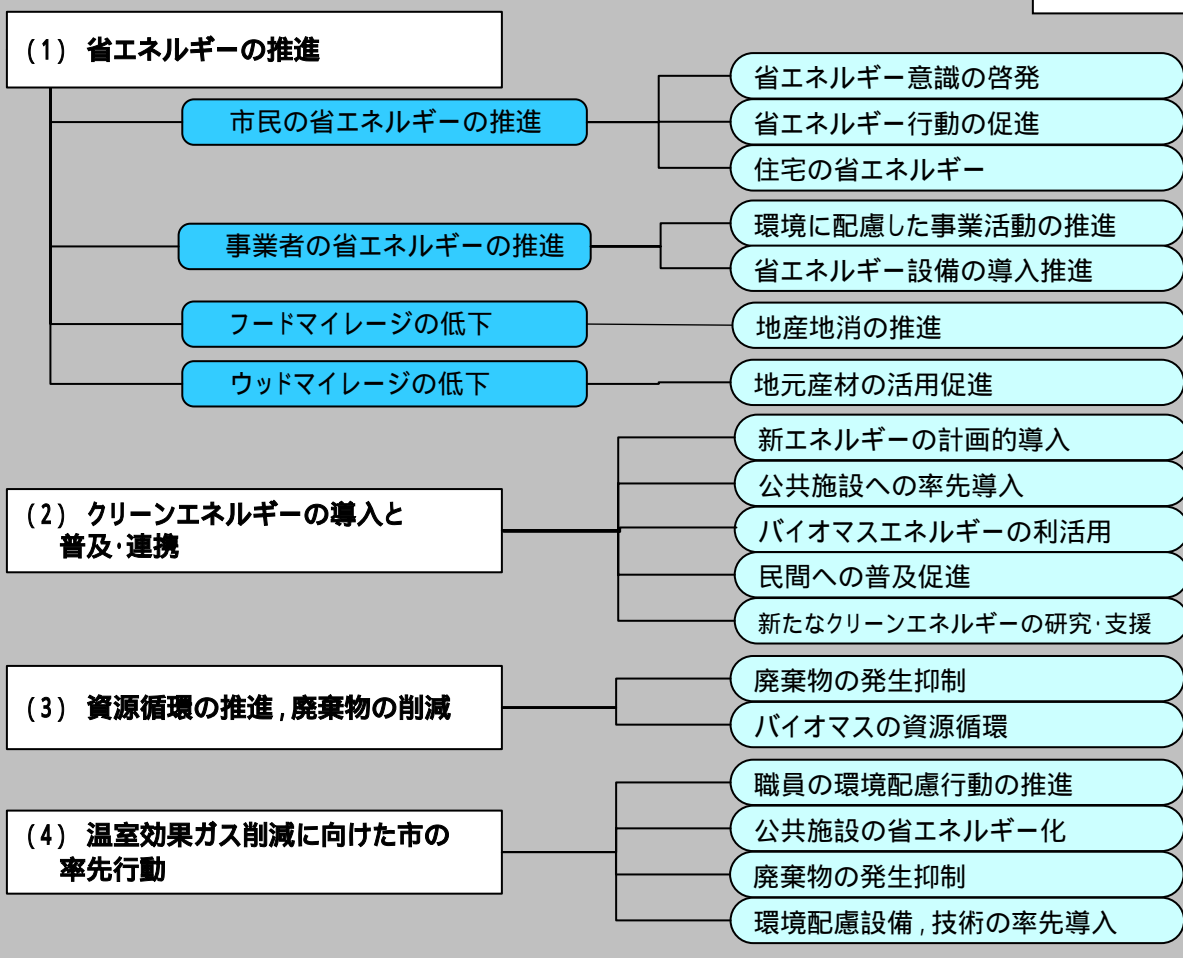 (1) 省エネルギーの推進
市民の省エネルギーの推進
省エネルギー意識の啓発
省エネルギー行動の促進
住宅の省エネルギー
事業者の省エネルギーの推進
環境に配慮した事業活動の推進
省エネルギー設備の導入推進
フードマイレージの低下
地産地消の推進
ウッドマイレージの低下
地元産材の活用促進
(2) クリーンエネルギーの導入と
普及・連携
新エネルギーの計画的導入
公共施設への率先導入
バイオマスエネルギーの利活用
民間への普及促進
新たなクリーンエネルギーの研究・支援
(3) 資源循環の推進,廃棄物の削減
廃棄物の発生抑制
バイオマスの資源循環
(4) 温室効果ガス削減に向けた市の
率先行動
職員の環境配慮行動の推進
公共施設の省エネルギー化
廃棄物の発生抑制
環境配慮設備,技術の率先導入